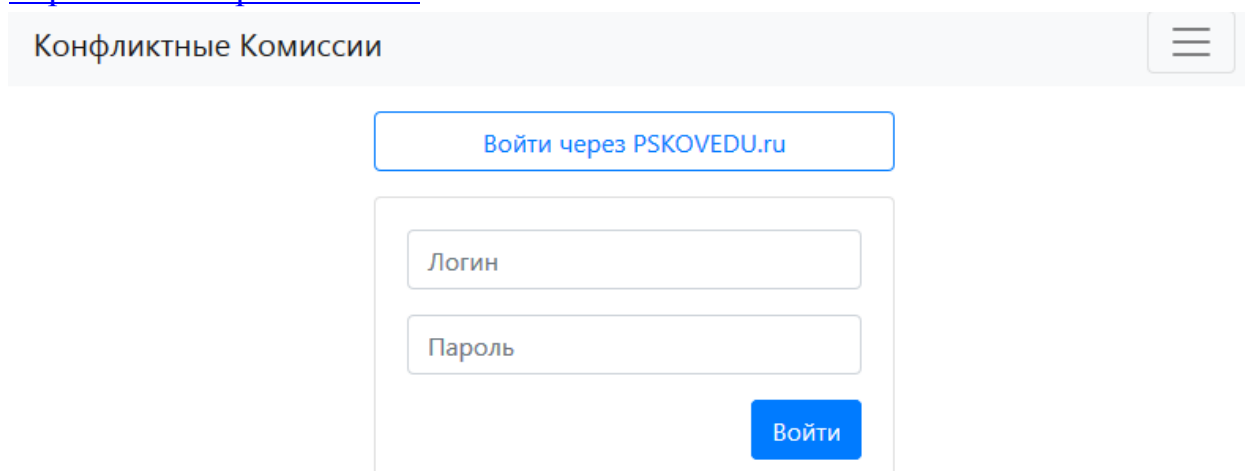 Конфликтные Комиссии
Войти через PSKOVEDU.ru
Логин
Пароль
Войти